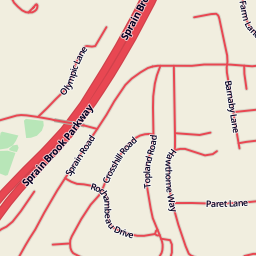 Sprain Bro
Farm Lane
Olympic Lane
Barnaby Lane
Sprain Brook Parkway
Sprain Road
Crosshill Road
Topland Road
Hawthorne Way
Rochambeau Drive
Paret Lane